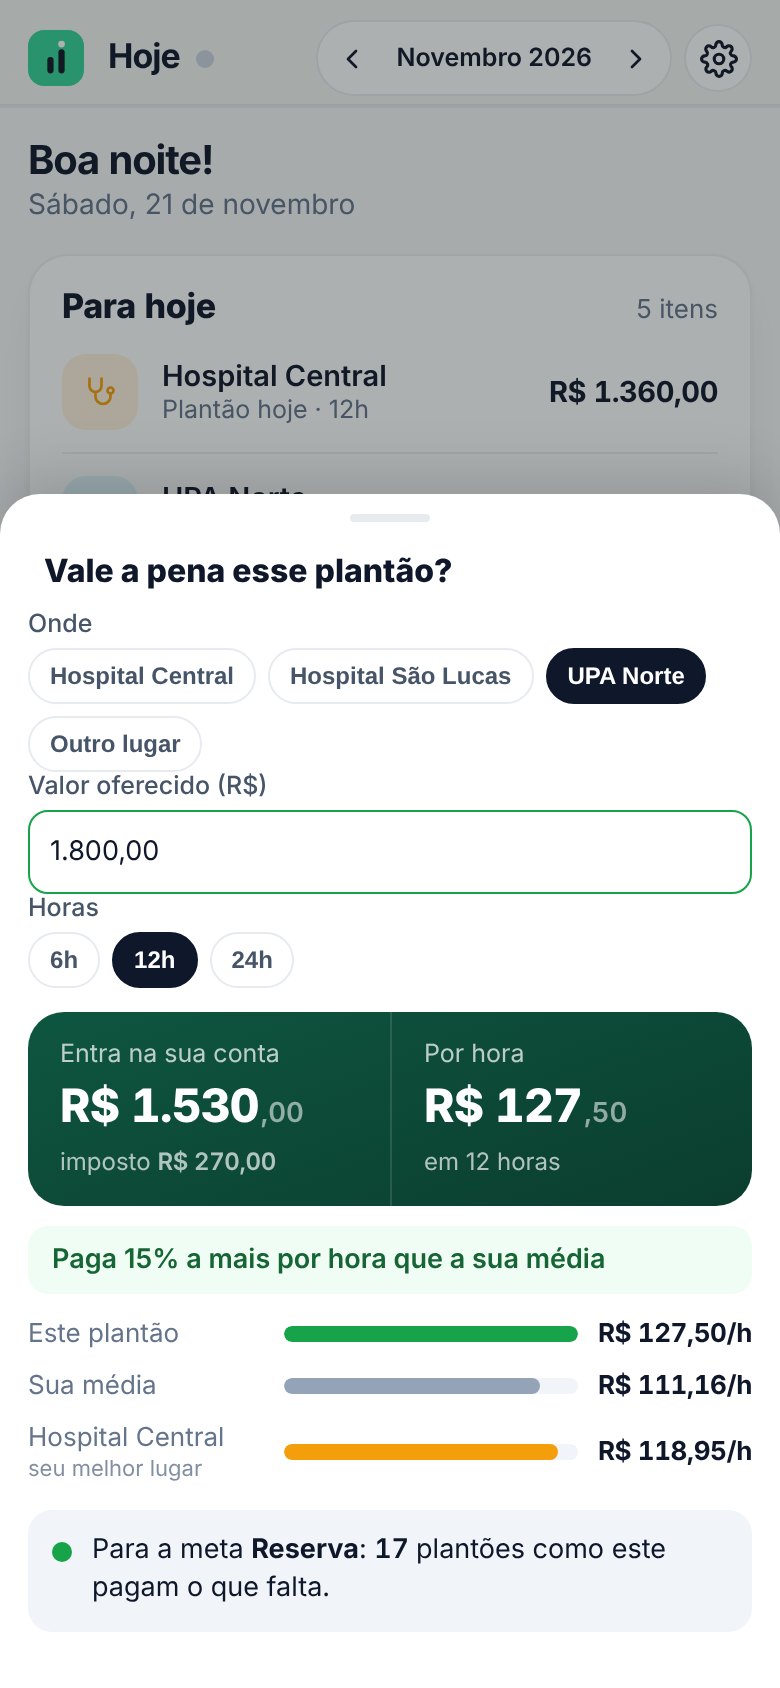 Hoje
Novembro 2026
Boa noite!
Sábado, 21 de novembro
Para hoje
5 itens
Hospital Central
Plantão hoje · 12h
R$ 1.360,00
UPA Norte
Vale a pena esse plantão?
Onde
Hospital Central
Hospital São Lucas
UPA Norte
Outro lugar
Valor oferecido (R$)
1.800,00
Horas
6h
12h
24h
Entra na sua conta
R$ 1.530,00
imposto R$ 270,00
Por hora
R$ 127,50
em 12 horas
Paga 15% a mais por hora que a sua média
Este plantão
R$ 127,50/h
Sua média
R$ 111,16/h
Hospital Central
seu melhor lugar
R$ 118,95/h
Para a meta Reserva: 17 plantões como este
pagam o que falta.